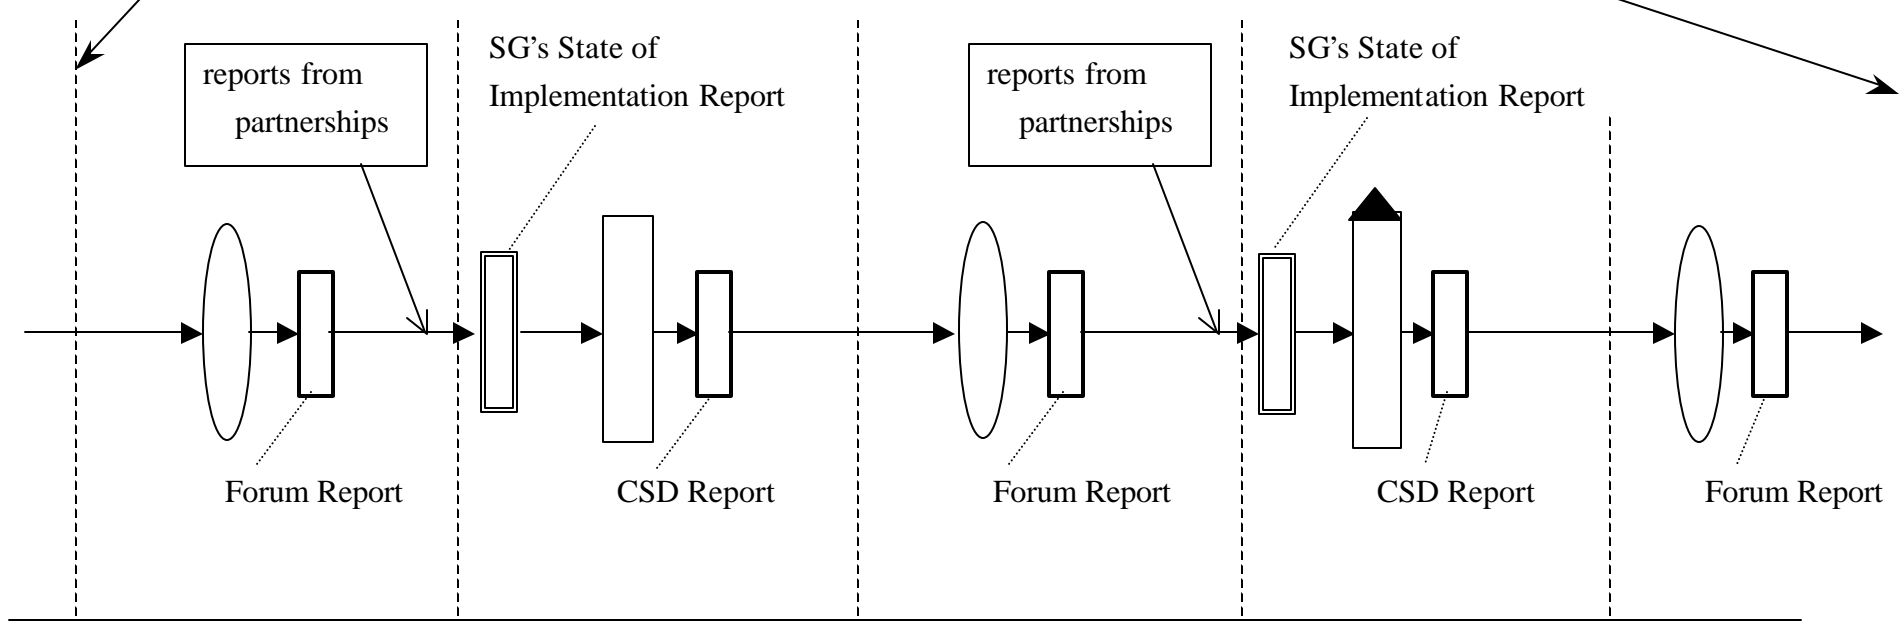 reports from
partnerships
SG’s State of
Implementation Report
reports from
partnerships
SG’s State of
Implementation Report
Forum Report
CSD Report
Forum Report
CSD Report
Forum Report